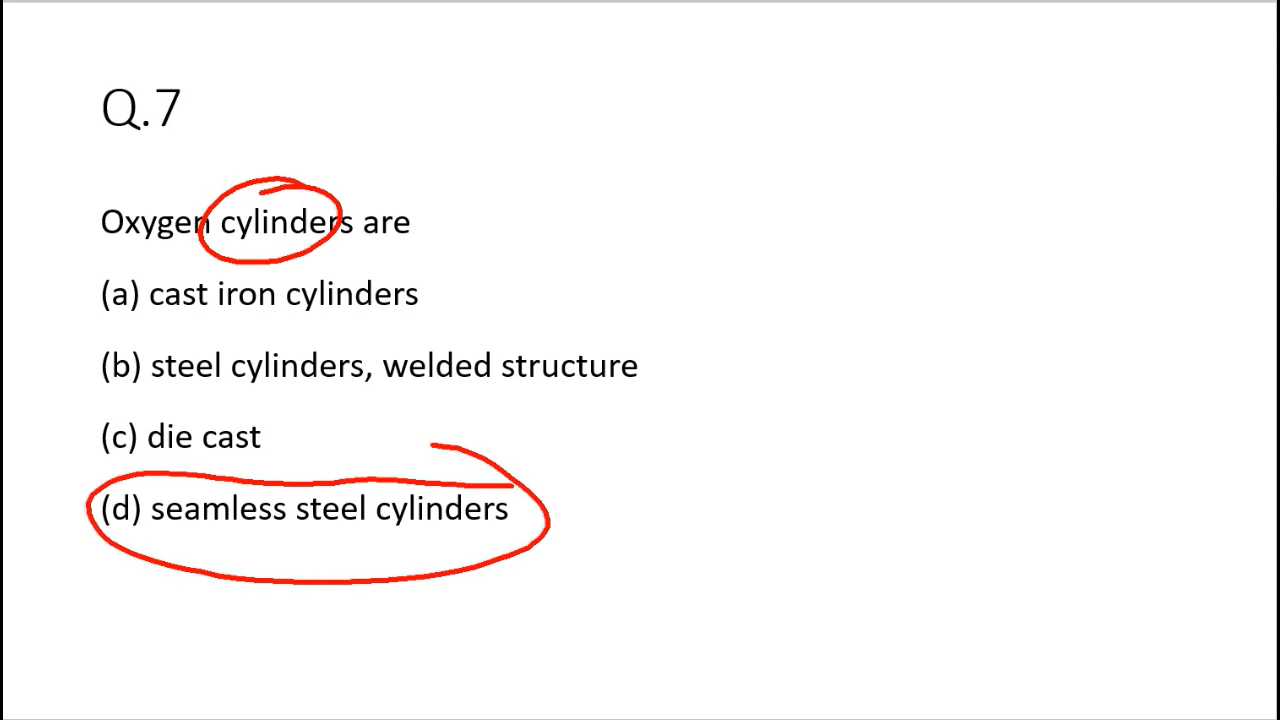 Q.7
Oxygen cylinders are
(a) cast iron cylinders
(b) steel cylinders, welded structure
(c) die cast
(d) seamless steel cylinders